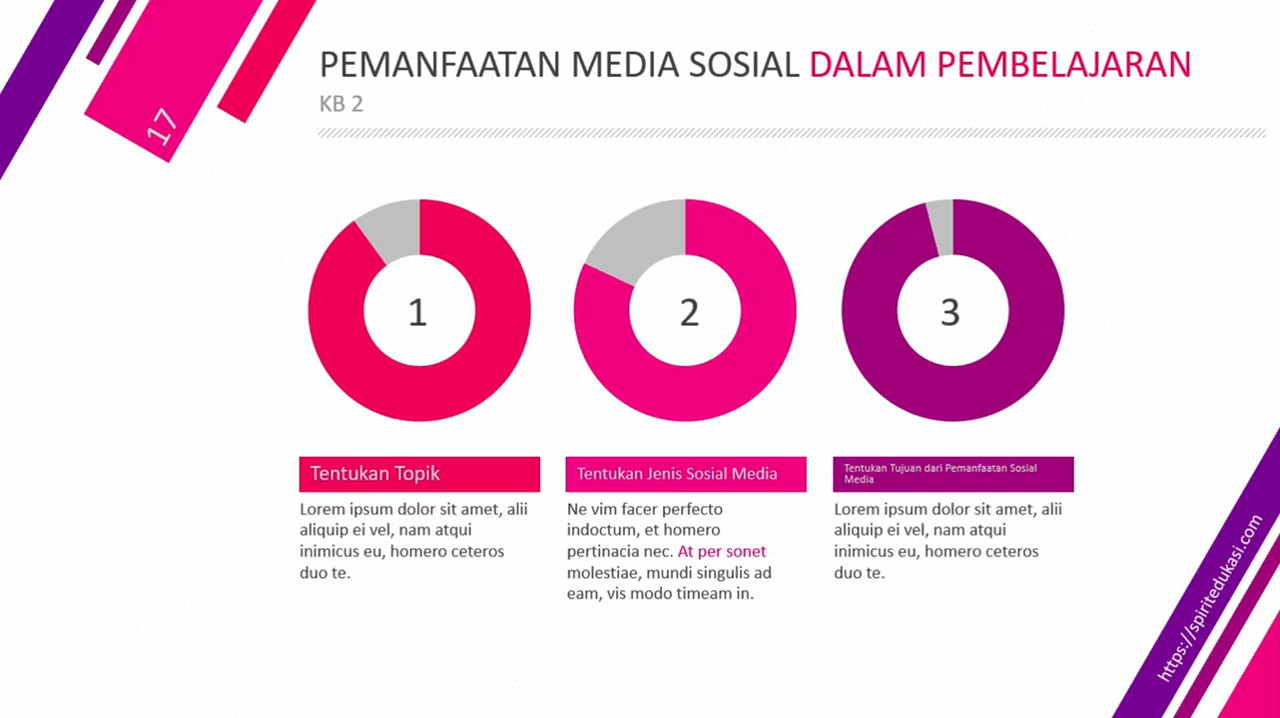 17
PEMANFAATAN MEDIA SOSIAL DALAM PEMBELAJARAN
KB 2
1
2
3
Tentukan Topik
Lorem ipsum dolor sit amet, alii
aliquip ei vel, nam atqui
inimicus eu, homero ceteros
duo te.
Tentukan Jenis Sosial Media
Ne vim facer perfecto
indoctum, et homero
pertinacia nec. At per sonet
molestiae, mundi singulis ad
eam, vis modo timeam in.
Tentukan Tujuan dari Pemanfaatan Sosial
Media
Lorem ipsum dolor sit amet, alii
aliquip ei vel, nam atqui
inimicus eu, homero ceteros
duo te.
https://spiritedukasi.com